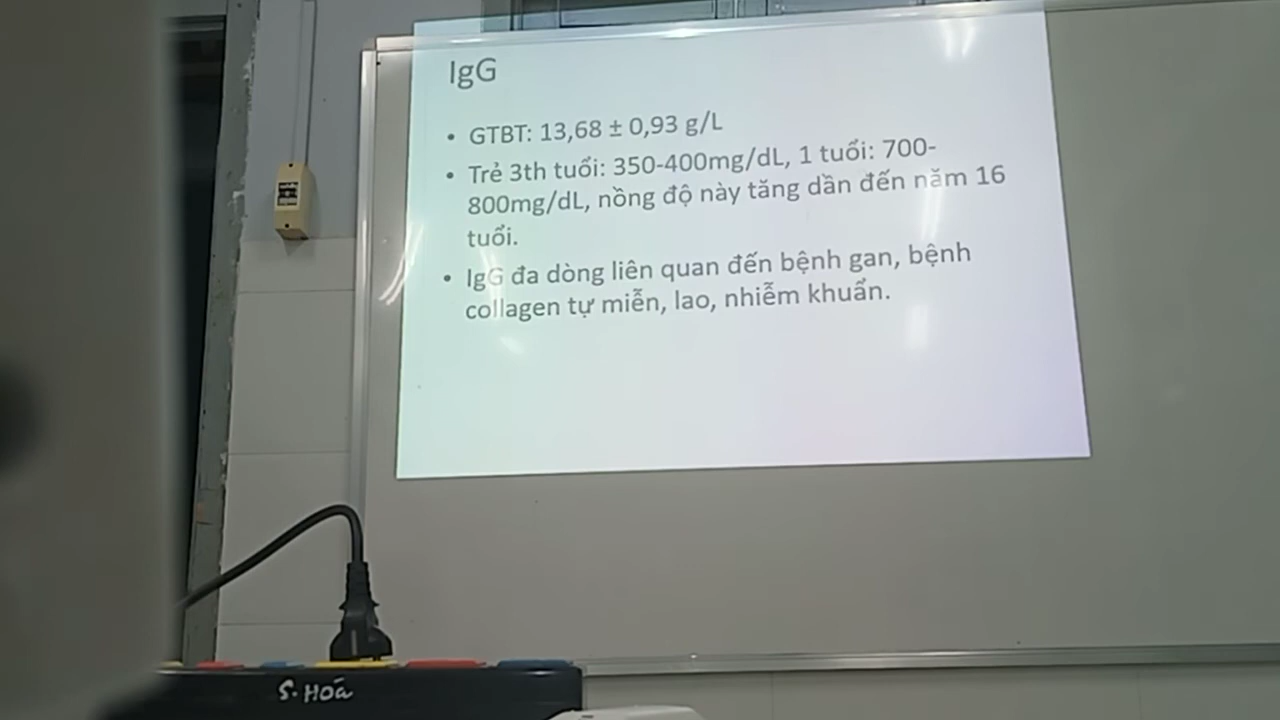 IgG
• GTBT: 13,68 ± 0,93 g/L
• Trẻ 3th tuổi: 350-400mg/dL, 1 tuổi: 700-
800mg/dL, nồng độ này tăng dần đến năm 16
tuổi.
• IgG đa dòng liên quan đến bệnh gan, bệnh
collagen tự miễn, lao, nhiễm khuẩn.
S. Hoá